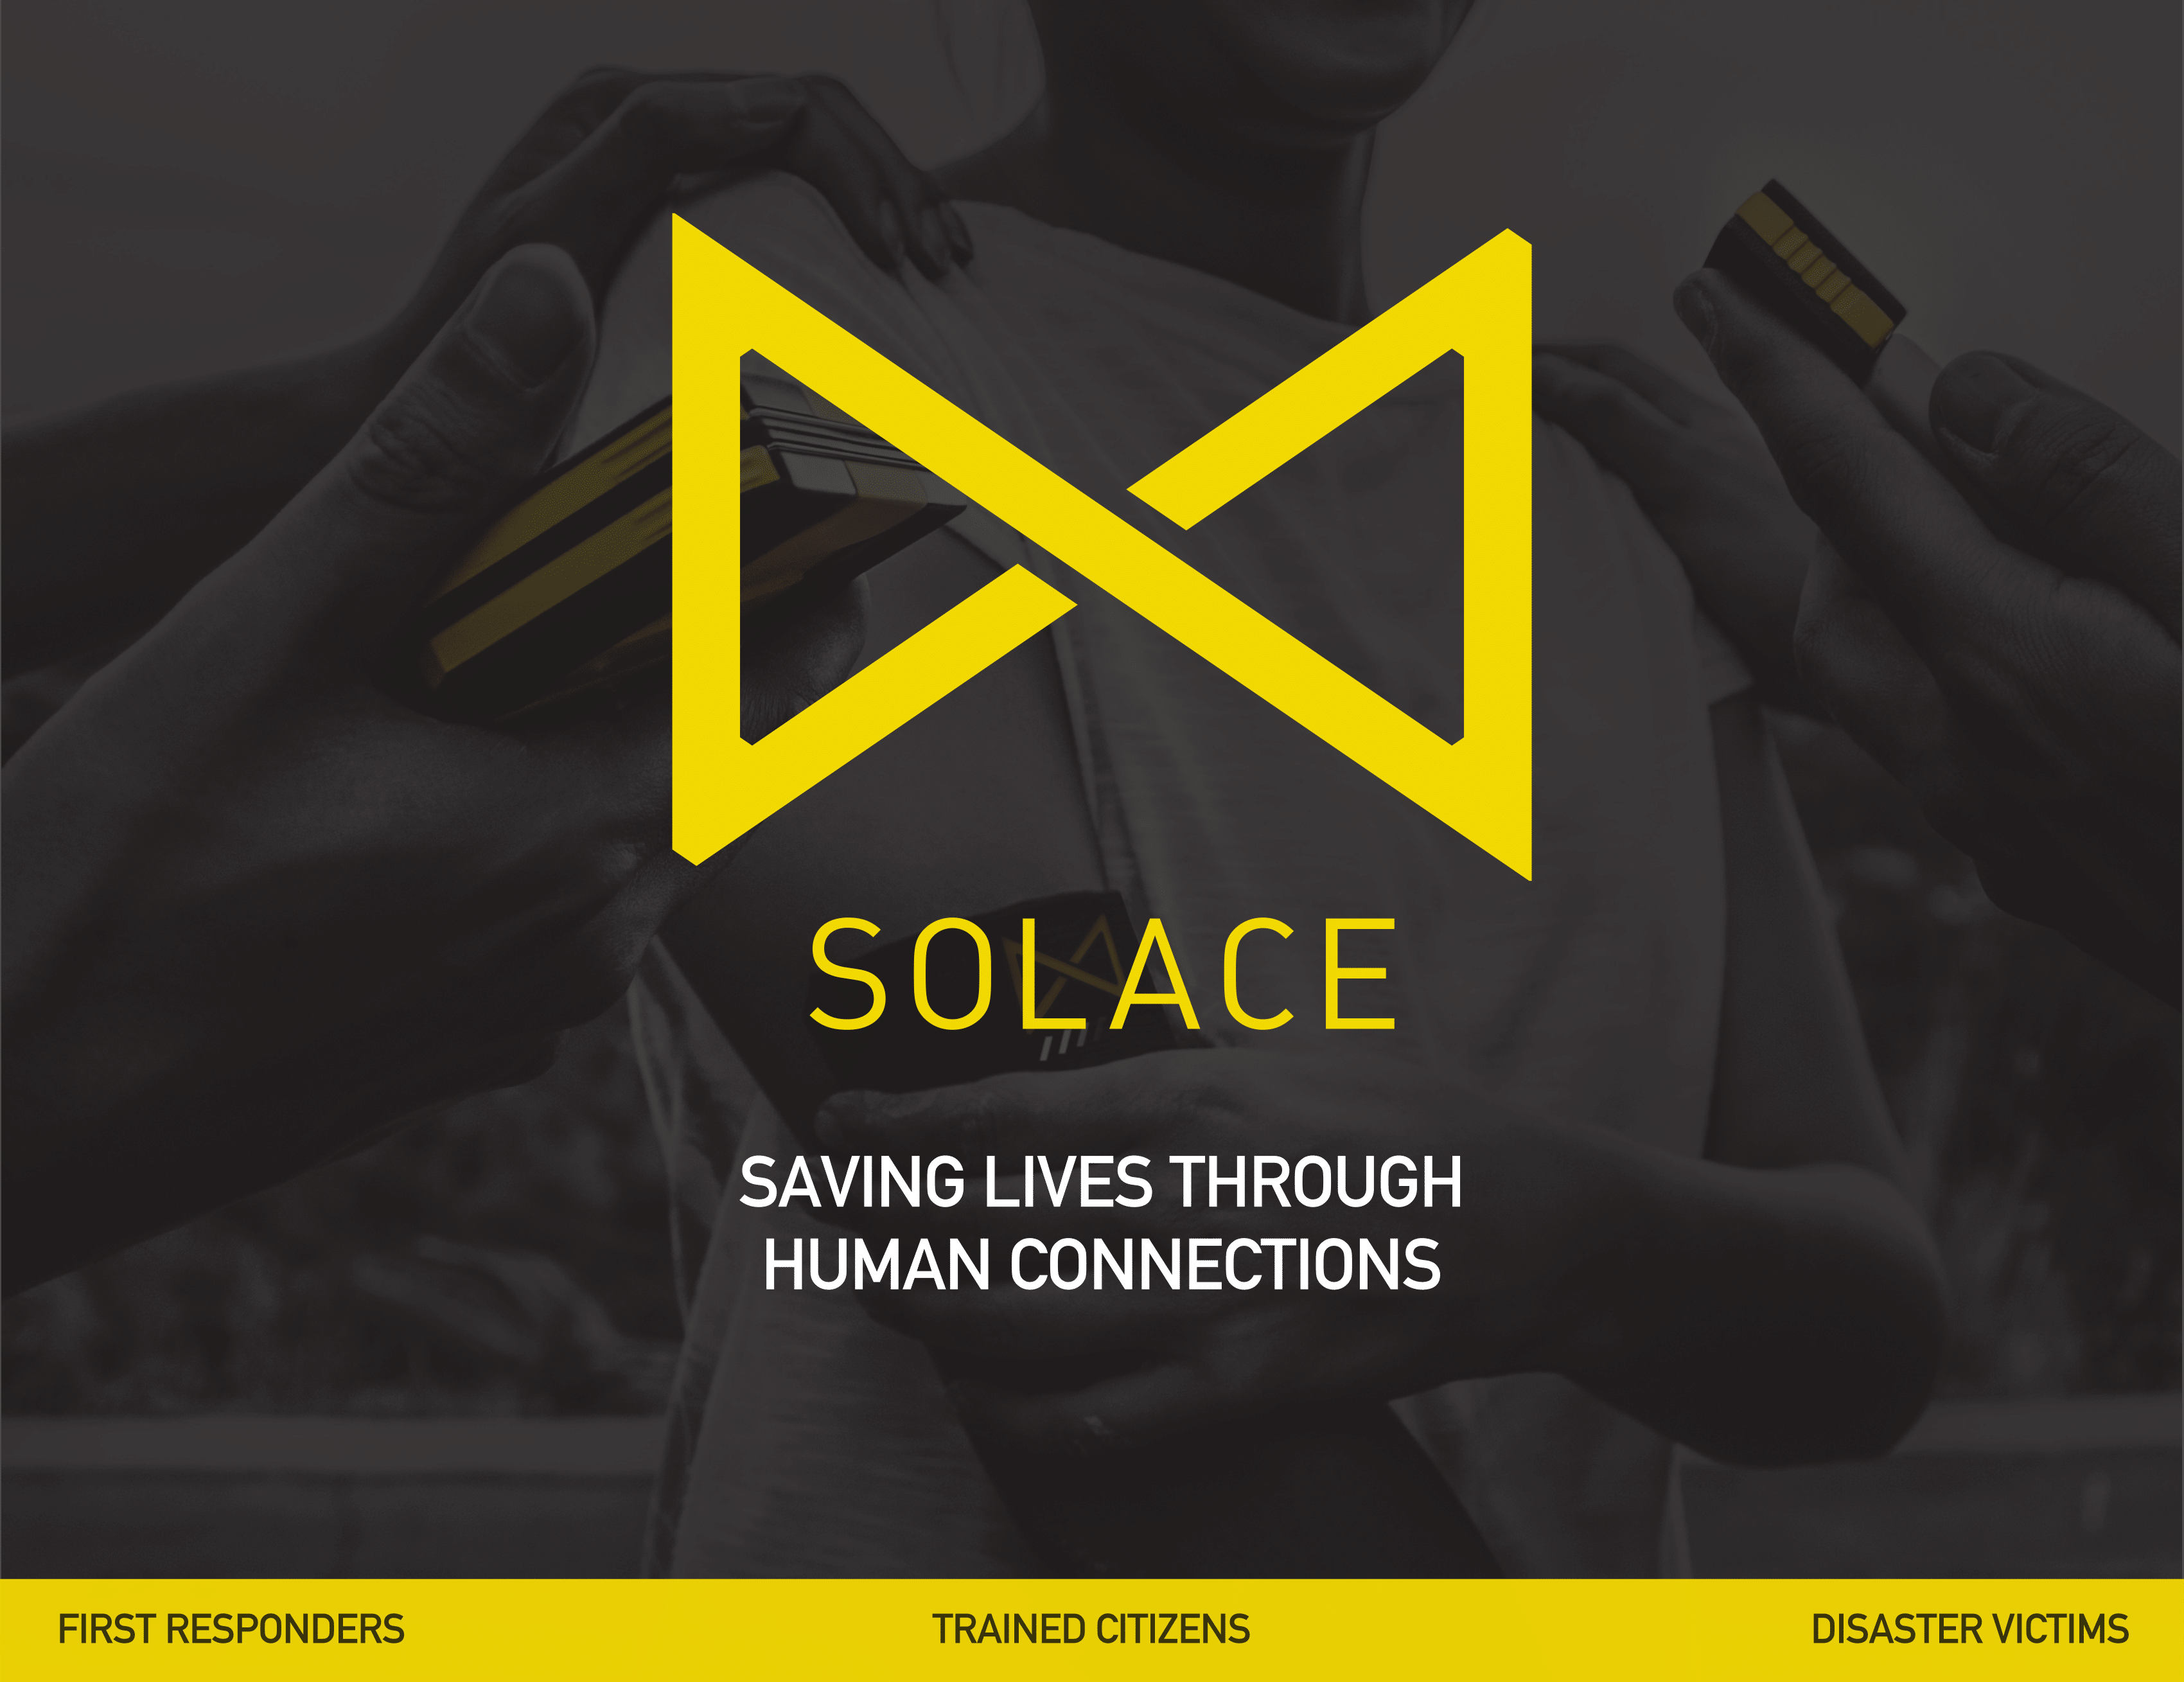 SOLACE
SAVING LIVES THROUGH
HUMAN CONNECTIONS
FIRST RESPONDERS
TRAINED CITIZENS
DISASTER VICTIMS